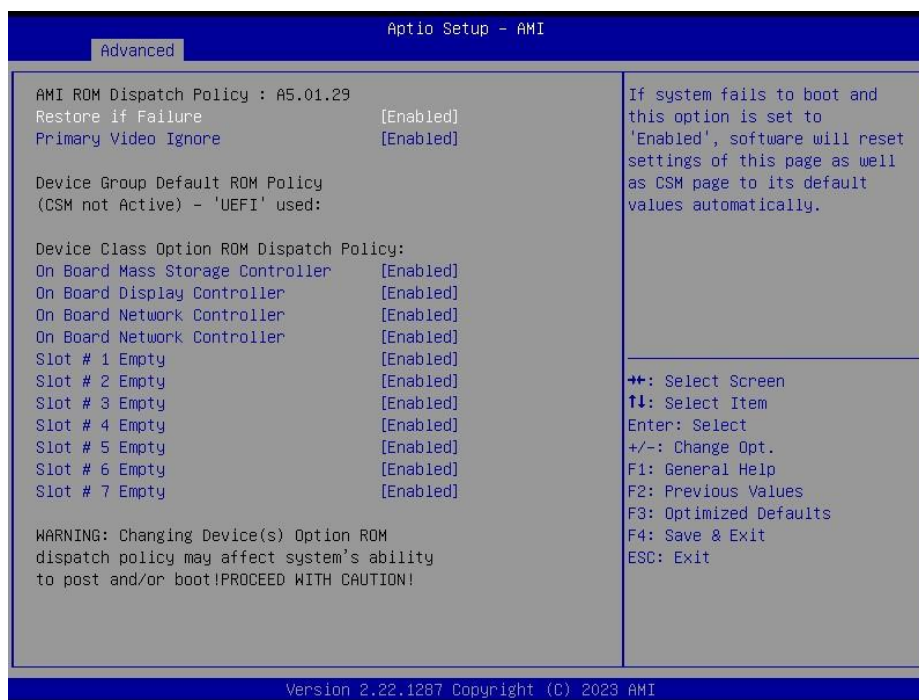 Aptio Setup – AMI
Advanced
AMI ROM Dispatch Policy : A5.01.29
Restore if Failure [Enabled]
Primary Video Ignore [Enabled]
Device Group Default ROM Policy
(CSM not Active) – 'UEFI' used:
Device Class Option ROM Dispatch Policy:
On Board Mass Storage Controller [Enabled]
On Board Display Controller [Enabled]
On Board Network Controller [Enabled]
On Board Network Controller [Enabled]
Slot # 1 Empty [Enabled]
Slot # 2 Empty [Enabled]
Slot # 3 Empty [Enabled]
Slot # 4 Empty [Enabled]
Slot # 5 Empty [Enabled]
Slot # 6 Empty [Enabled]
Slot # 7 Empty [Enabled]
WARNING: Changing Device(s) Option ROM
dispatch policy may affect system's ability
to post and/or boot!PROCEED WITH CAUTION!
If system fails to boot and
this option is set to
'Enabled', software will reset
settings of this page as well
as CSM page to its default
values automatically.
→←: Select Screen
↑↓: Select Item
Enter: Select
+/-: Change Opt.
F1: General Help
F2: Previous Values
F3: Optimized Defaults
F4: Save & Exit
ESC: Exit
Version 2.22.1287 Copyright (C) 2023 AMI